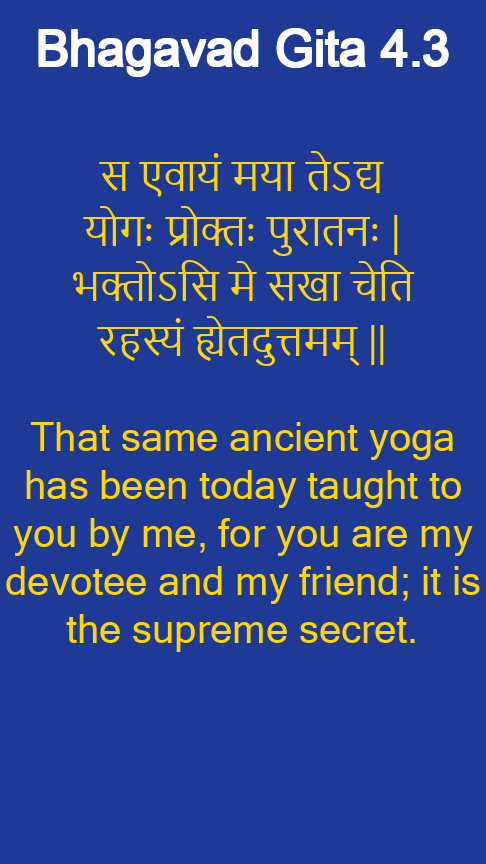 Bhagavad Gita 4.3
स एवायं मया तेऽद्य
योगः प्रोक्तः पुरातनः |
भक्तोऽसि मे सखा चेति
रहस्यं ह्येतदुत्तमम् ||
That same ancient yoga
has been today taught to
you by me, for you are my
devotee and my friend; it is
the supreme secret.